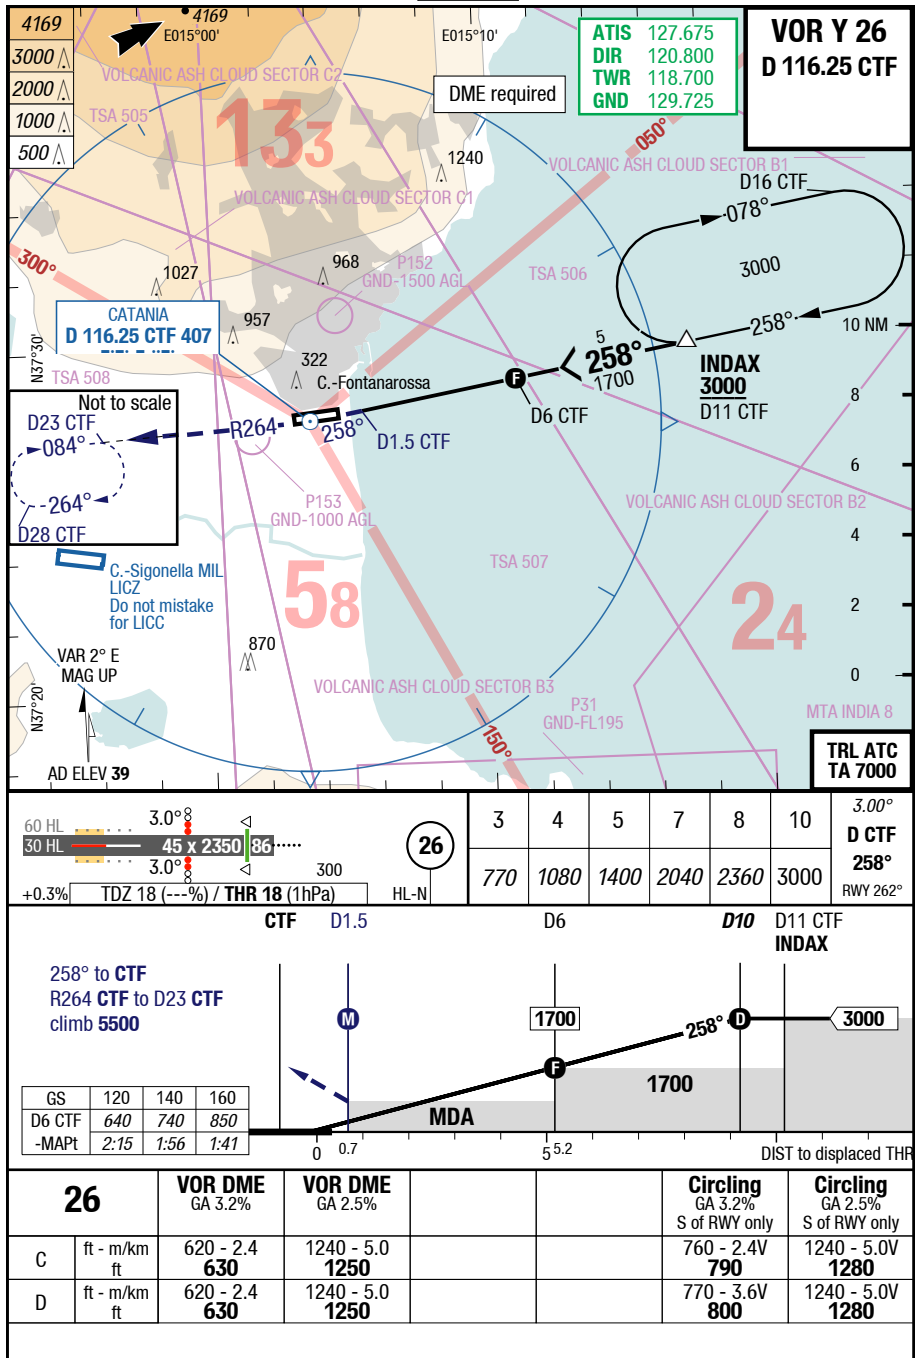 4169
3000
2000
1000
500
4169
E015°00'
E015°10'
VOLCANIC ASH CLOUD SECTOR C2
TSA 505
133
DME required
ATIS 127.675
DIR 120.800
TWR 118.700
GND 129.725
VOR Y 26
D 116.25 CTF
050°
1240
VOLCANIC ASH CLOUD SECTOR B1
D16 CTF
078°
VOLCANIC ASH CLOUD SECTOR C1
300°
1027
968
P152
GND-1500 AGL
TSA 506
3000
CATANIA
D 116.25 CTF 407
957
258°
10 NM
N37°30'
TSA 508
322
C.-Fontanarossa
5
258°
1700
INDAX
3000
D11 CTF
8
Not to scale
D23 CTF
084°
R264
258°
D1.5 CTF
F
D6 CTF
6
264°
D28 CTF
P153
GND-1000 AGL
VOLCANIC ASH CLOUD SECTOR B2
4
C.-Sigonella MIL
LICZ
Do not mistake
for LICC
58
TSA 507
24
2
870
VAR 2° E
MAG UP
0
VOLCANIC ASH CLOUD SECTOR B3
N37°20'
P31
GND-FL195
MTA INDIA 8
150°
AD ELEV 39
TRL ATC
TA 7000
60 HL
30 HL
3.0°
45 x 2350 86
3.0°
300
+0.3%
TDZ 18 (---%) / THR 18 (1hPa)
HL-N
26
3 4 5 7 8 10
770 1080 1400 2040 2360 3000
3.00°
D CTF
258°
RWY 262°
CTF D1.5 D6 D10 D11 CTF
INDAX
258° to CTF
R264 CTF to D23 CTF
climb 5500
M
1700
258°
D
3000
F
1700
MDA
GS 120 140 160
D6 CTF 640 740 850
-MAPt 2:15 1:56 1:41
0 0.7 5 5.2 DIST to displaced THR
26
VOR DME
GA 3.2%
VOR DME
GA 2.5%
Circling
GA 3.2%
S of RWY only
Circling
GA 2.5%
S of RWY only
C ft - m/km 620 - 2.4 1240 - 5.0 760 - 2.4V 1240 - 5.0V
ft 630 1250 790 1280
D ft - m/km 620 - 2.4 1240 - 5.0 770 - 3.6V 1240 - 5.0V
ft 630 1250 800 1280